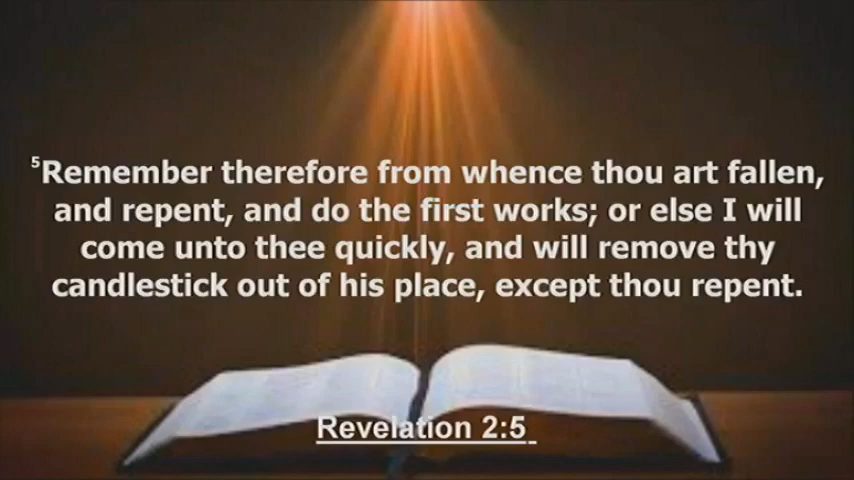 5Remember therefore from whence thou art fallen,
and repent, and do the first works; or else I will
come unto thee quickly, and will remove thy
candlestick out of his place, except thou repent.
Revelation 2:5